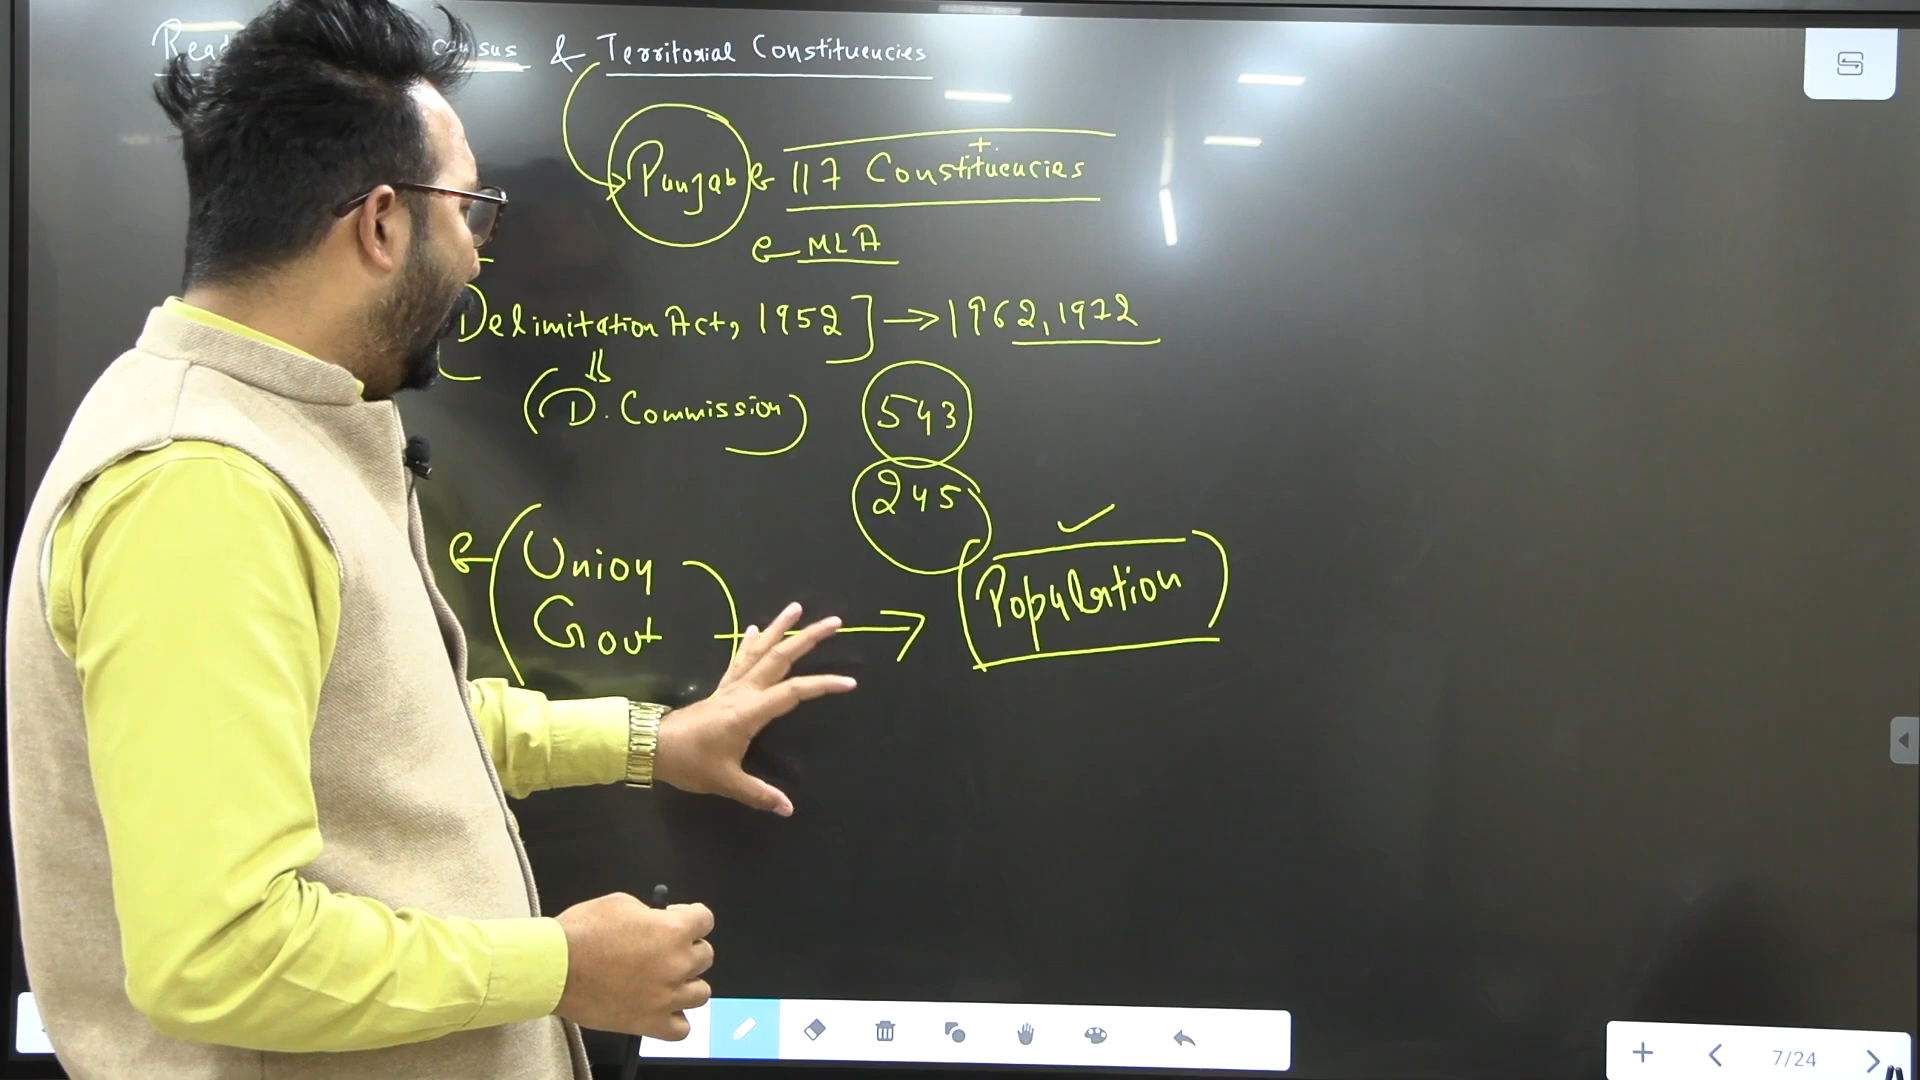 & Territorial Constituencies
Punjab 117 Constituencies
MLA
Delimitation Act, 1952] → 1962, 1972
(D. Commission)
543
245
Union
Govt → (Population)
✓
7/24